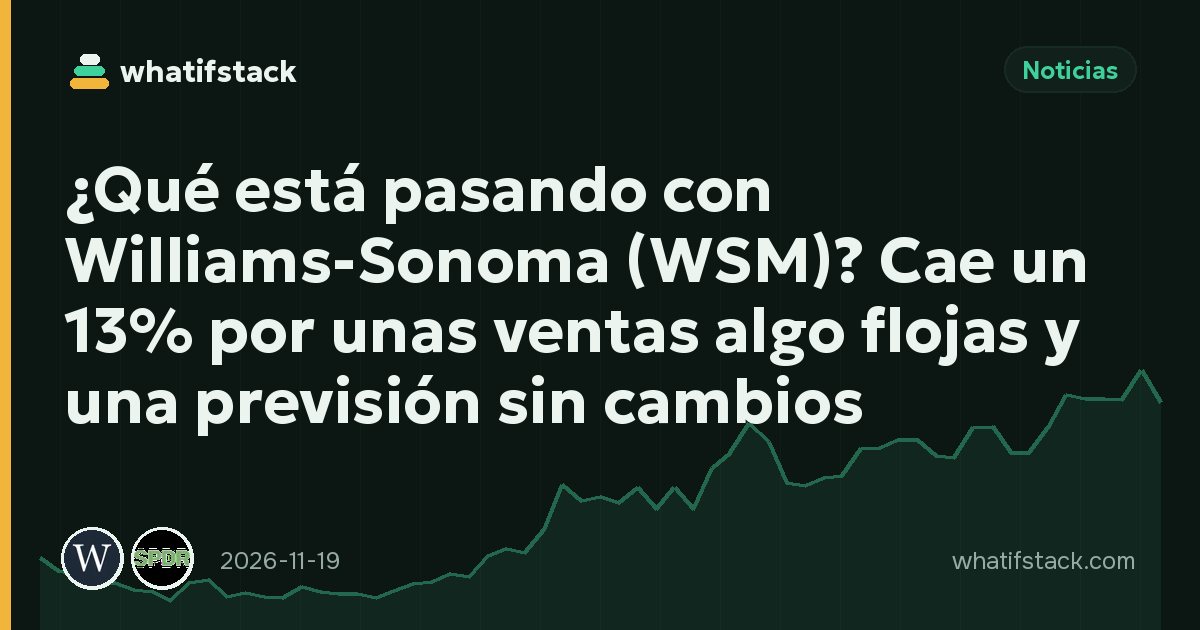 whatifstack
Noticias
¿Qué está pasando con
Williams-Sonoma (WSM)? Cae un
13% por unas ventas algo flojas y
una previsión sin cambios
W
SPDR
2026-11-19
whatifstack.com